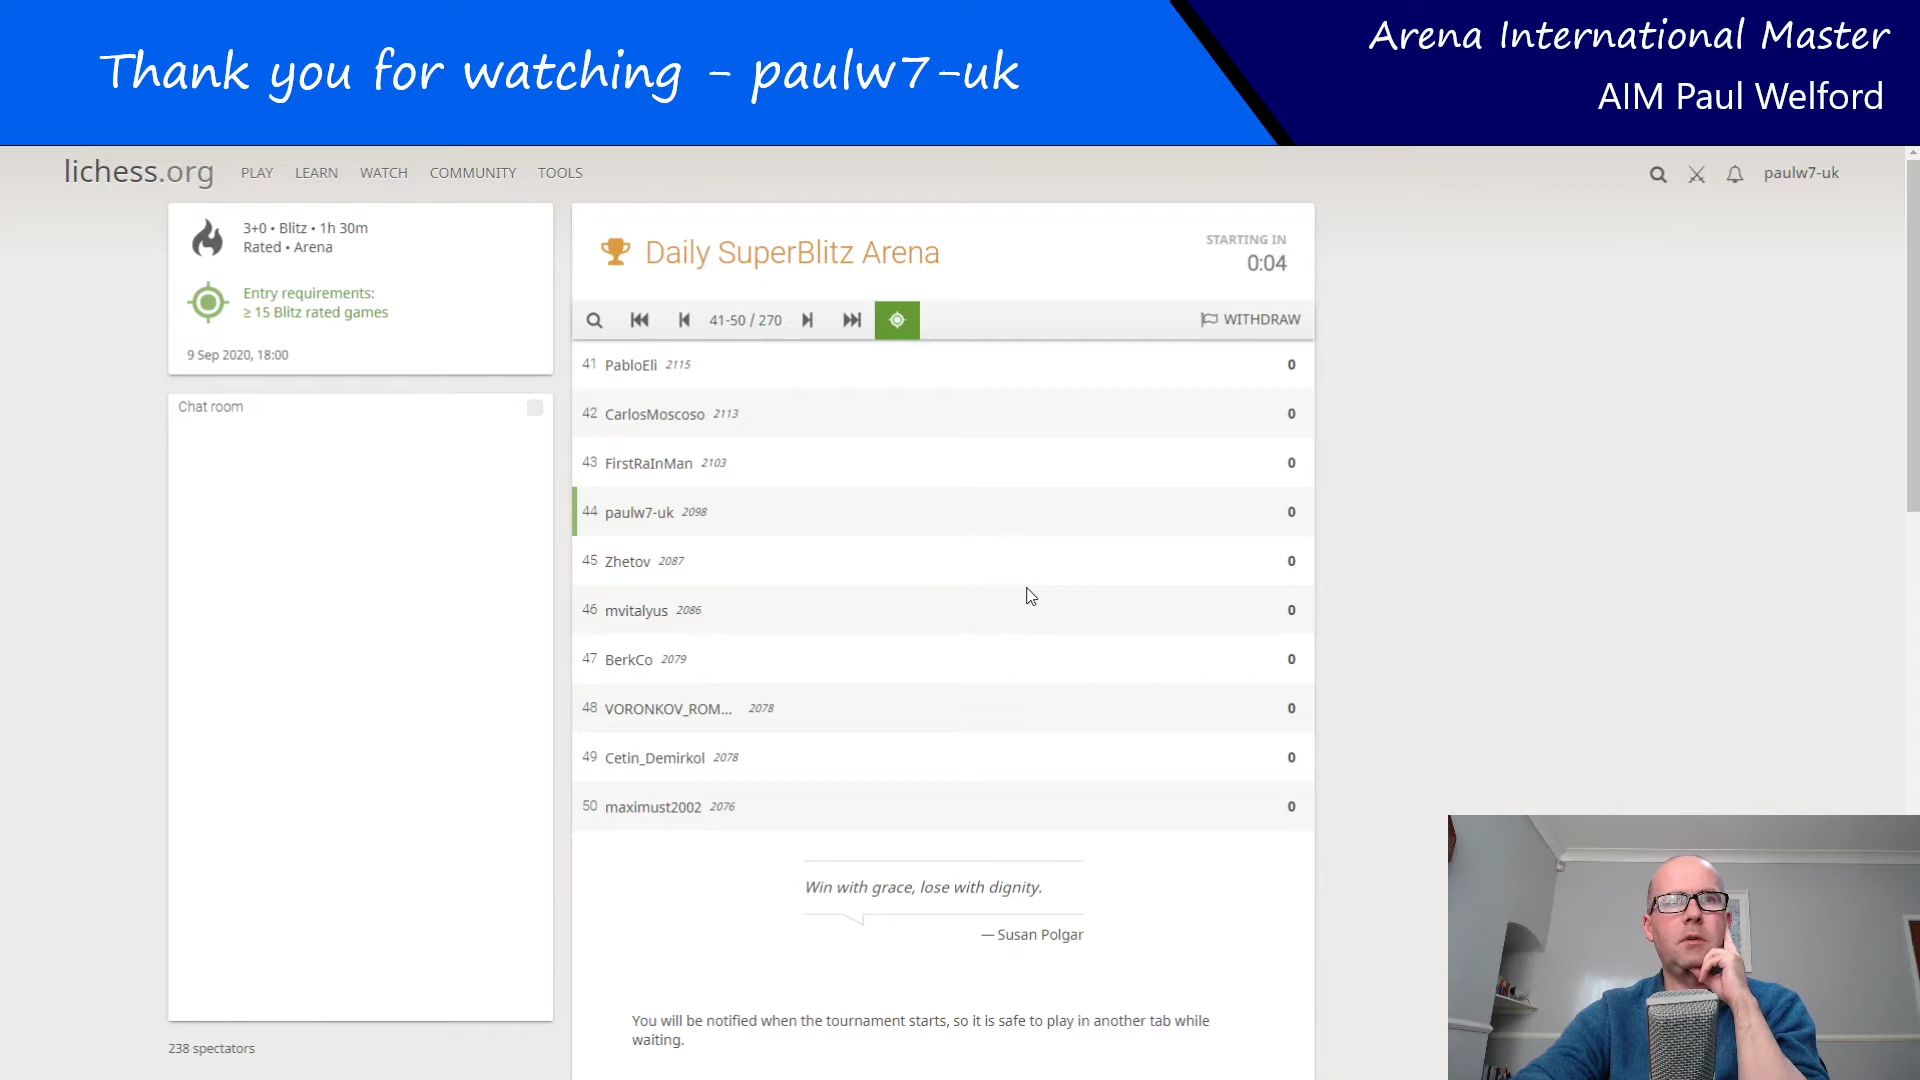 Thank you for watching - paulw7-uk
Arena International Master
AIM Paul Welford
lichess.org PLAY LEARN WATCH COMMUNITY TOOLS paulw7-uk
3+0 • Blitz • 1h 30m
Rated • Arena
Entry requirements:
≥ 15 Blitz rated games
9 Sep 2020, 18:00
Chat room
238 spectators
Daily SuperBlitz Arena
STARTING IN
0:04
41-50 / 270 WITHDRAW
41 PabloEli 2115 0
42 CarlosMoscoso 2113 0
43 FirstRaInMan 2103 0
44 paulw7-uk 2098 0
45 Zhetov 2087 0
46 mvitalyus 2086 0
47 BerkCo 2079 0
48 VORONKOV_ROM... 2078 0
49 Cetin_Demirkol 2078 0
50 maximust2002 2076 0
Win with grace, lose with dignity.
— Susan Polgar
You will be notified when the tournament starts, so it is safe to play in another tab while
waiting.